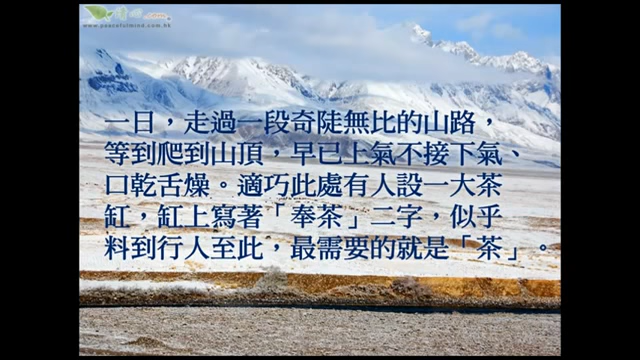 www.peacefulmind.com.hk
一日，走過一段奇陡無比的山路，
等到爬到山頂，早已上氣不接下氣、
口乾舌燥。適巧此處有人設一大茶
缸，缸上寫著「奉茶」二字，似乎
料到行人至此，最需要的就是「茶」。